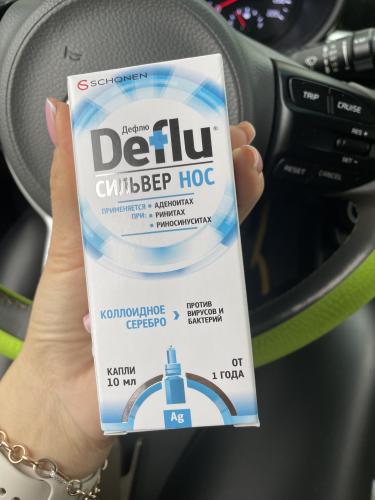 SCHONEN
Дефлю
Deflu®
СИЛЬВЕР НОС
ПРИМЕНЯЕТСЯ ПРИ:
• АДЕНОИТАХ
• РИНИТАХ
• РИНОСИНУСИТАХ
КОЛЛОИДНОЕ СЕРЕБРО
ПРОТИВ ВИРУСОВ И БАКТЕРИЙ
КАПЛИ
10 мл
ОТ
1 ГОДА
Ag
TRIP
CRUISE
RES +
SET −
RESET
CANCEL